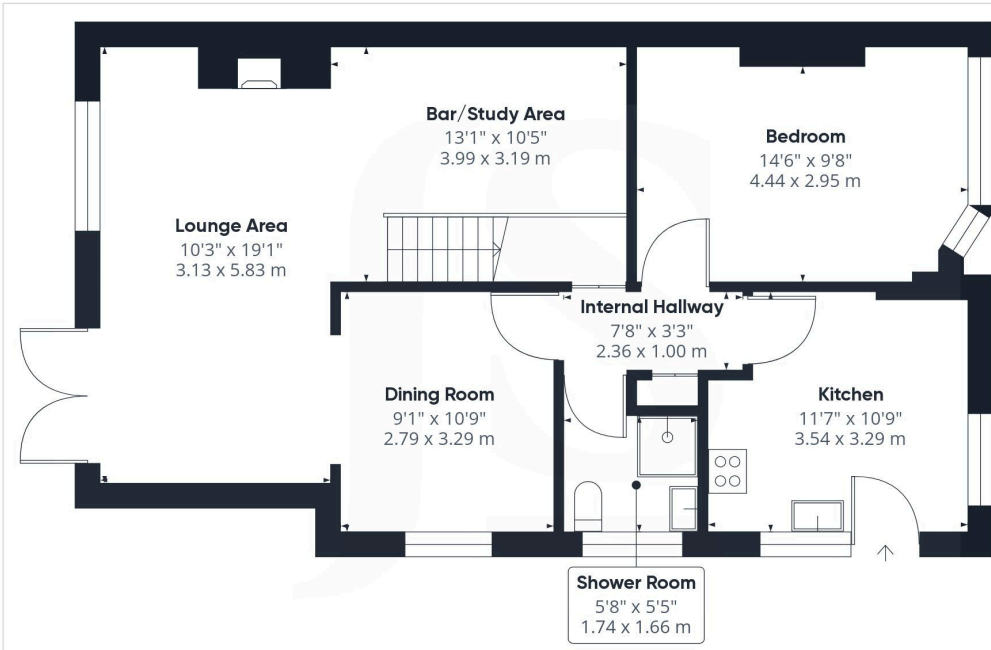 Bar/Study Area
13'1" x 10'5"
3.99 x 3.19 m
Bedroom
14'6" x 9'8"
4.44 x 2.95 m
Lounge Area
10'3" x 19'1"
3.13 x 5.83 m
Internal Hallway
7'8" x 3'3"
2.36 x 1.00 m
Dining Room
9'1" x 10'9"
2.79 x 3.29 m
Kitchen
11'7" x 10'9"
3.54 x 3.29 m
Shower Room
5'8" x 5'5"
1.74 x 1.66 m